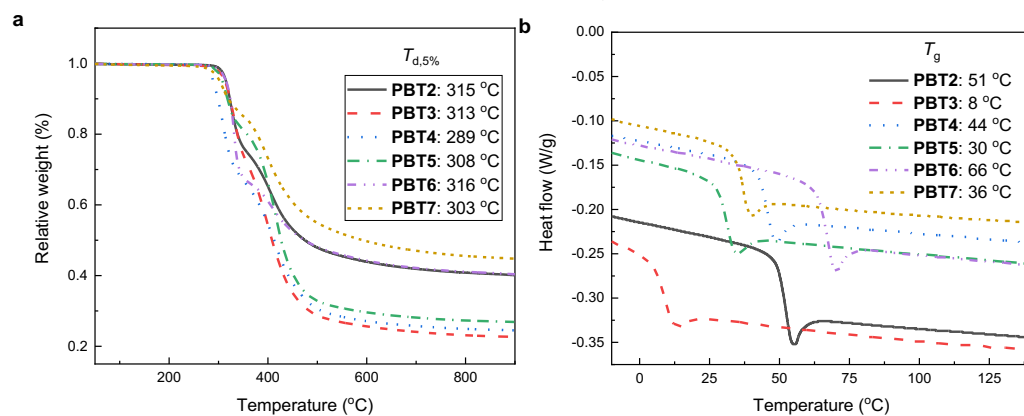 a
Relative weight (%)
1.0
0.8
0.6
0.4
0.2
T d,5%
PBT2: 315 °C
PBT3: 313 °C
PBT4: 289 °C
PBT5: 308 °C
PBT6: 316 °C
PBT7: 303 °C
200
400
600
800
Temperature (°C)
b
Heat flow (W/g)
0.00
-0.05
-0.10
-0.15
-0.20
-0.25
-0.30
-0.35
T g
PBT2: 51 °C
PBT3: 8 °C
PBT4: 44 °C
PBT5: 30 °C
PBT6: 66 °C
PBT7: 36 °C
0
25
50
75
100
125
Temperature (°C)